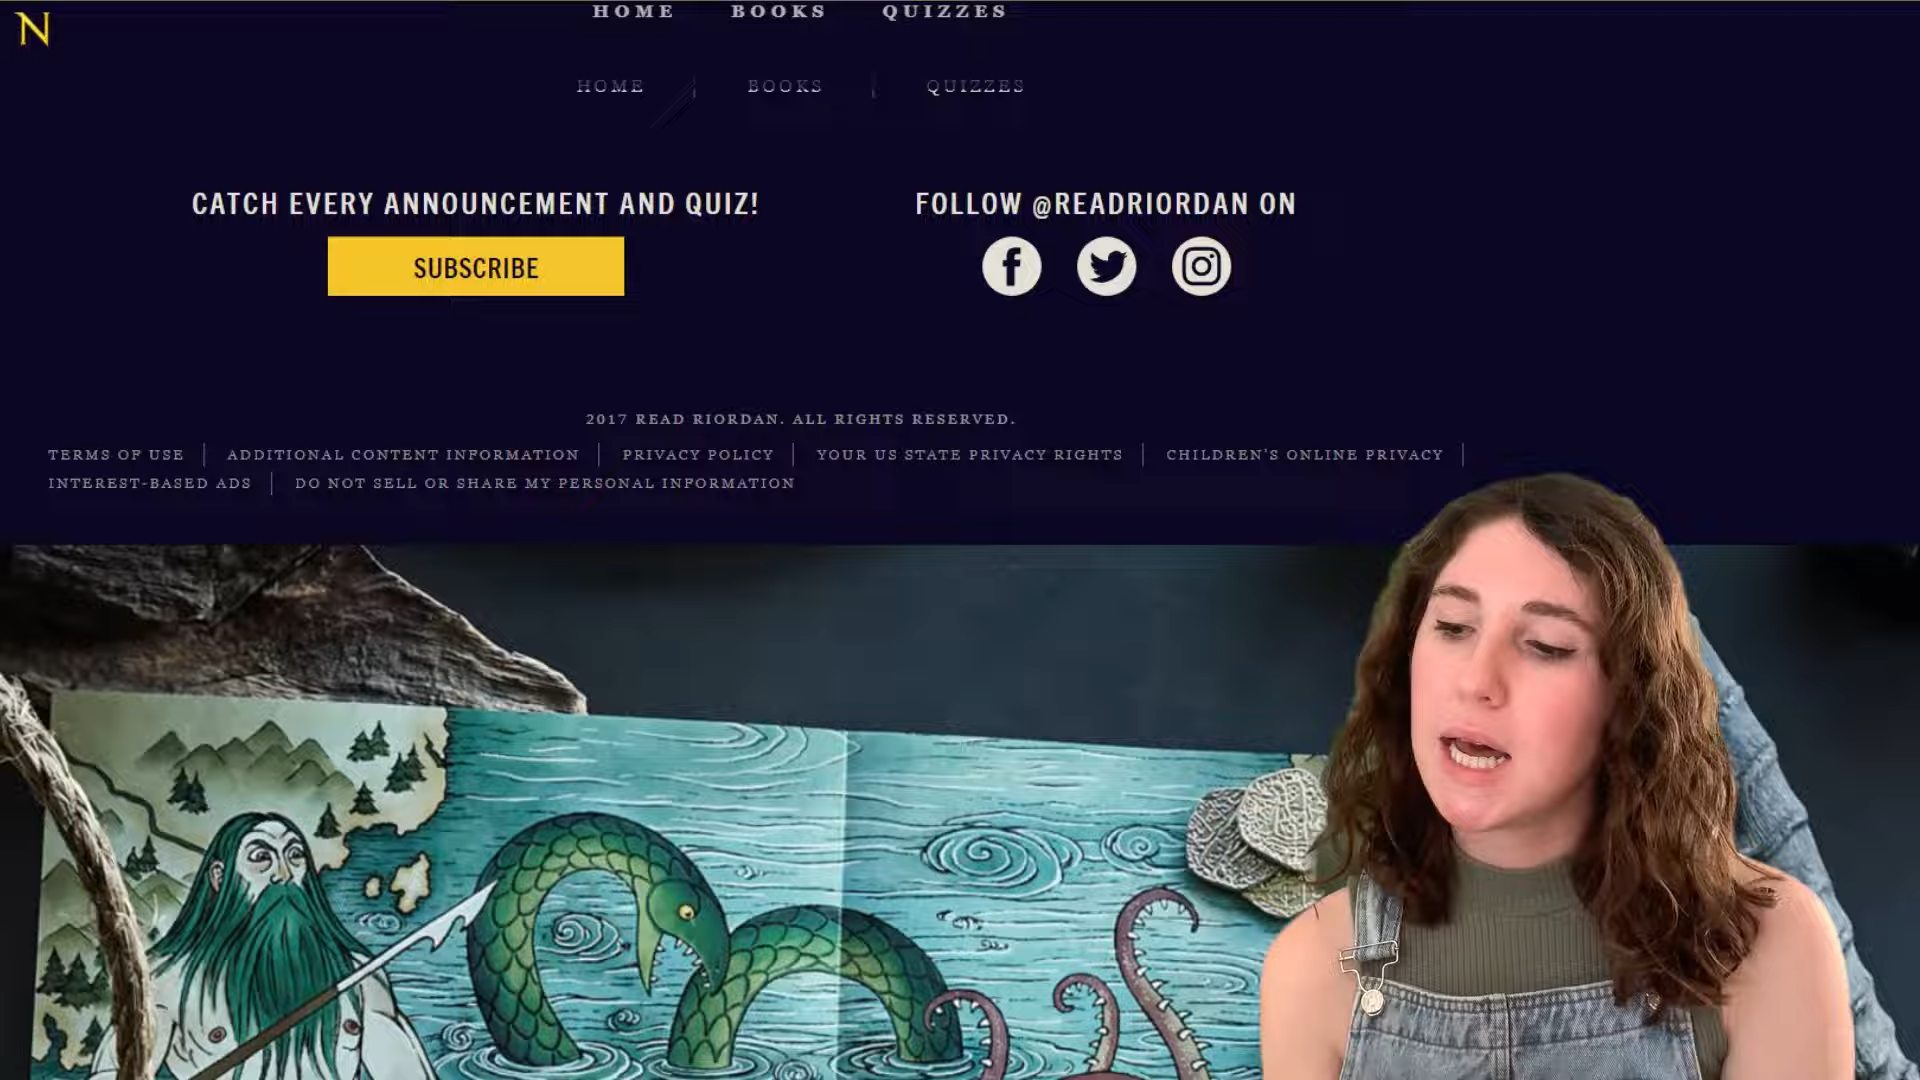 N
HOME BOOKS QUIZZES
HOME BOOKS QUIZZES
CATCH EVERY ANNOUNCEMENT AND QUIZ!
SUBSCRIBE
FOLLOW @READRIORDAN ON
2017 READ RIORDAN. ALL RIGHTS RESERVED.
TERMS OF USE | ADDITIONAL CONTENT INFORMATION | PRIVACY POLICY | YOUR US STATE PRIVACY RIGHTS | CHILDREN'S ONLINE PRIVACY |
INTEREST-BASED ADS | DO NOT SELL OR SHARE MY PERSONAL INFORMATION